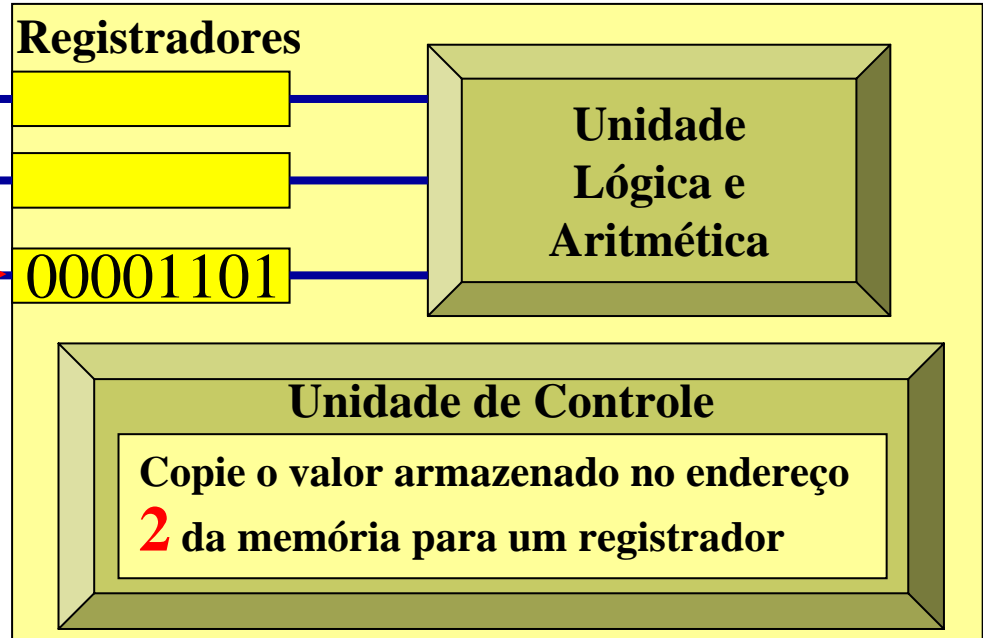 Registradores
Unidade
Lógica e
Aritmética
00001101
Unidade de Controle
Copie o valor armazenado no endereço
2 da memória para um registrador